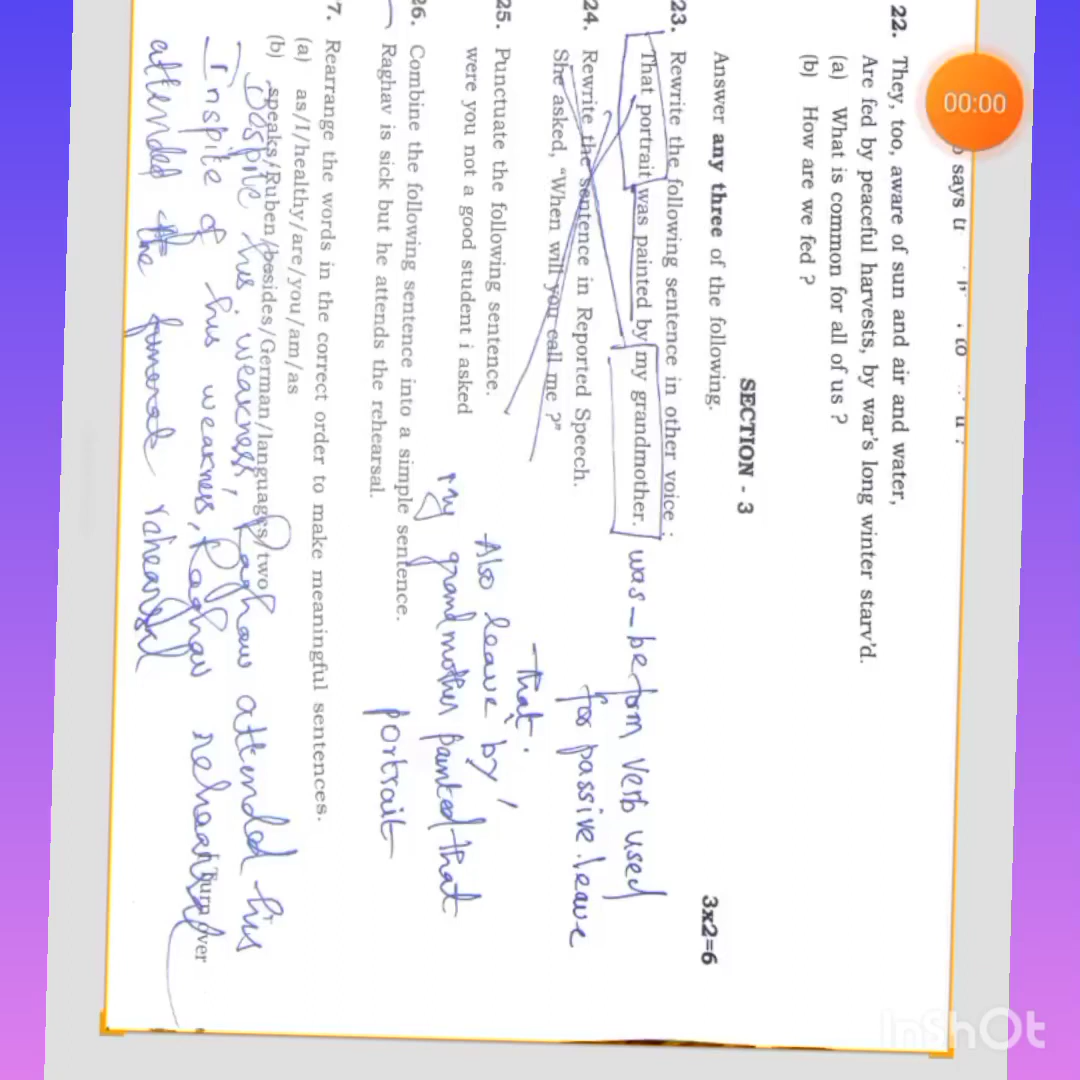 00:00
says
22. They, too, aware of sun and air and water,
Are fed by peaceful harvests, by war's long winter starv'd.
(a) What is common for all of us ?
(b) How are we fed ?
SECTION - 3
Answer any three of the following. 3x2=6
23. Rewrite the following sentence in other voice.
That portrait was painted by my grandmother.
was - be form verb used
for passive. leave
that.
24. Rewrite the sentence in Reported Speech.
She asked, "When will you call me ?"
25. Punctuate the following sentence.
were you not a good student i asked
Also leave 'by'
my grandmother painted that
portrait
26. Combine the following sentence into a simple sentence.
Raghav is sick but he attends the rehearsal.
7. Rearrange the words in the correct order to make meaningful sentences.
(a) as/I/healthy/are/you/am/as
(b) speaks/Ruben/besides/German/languages/two
Despite his weakness, Raghav attended his
rehearsal
Inspite of his weakness, Raghav
attended the funeral rahearsal
Turn over
InShOt